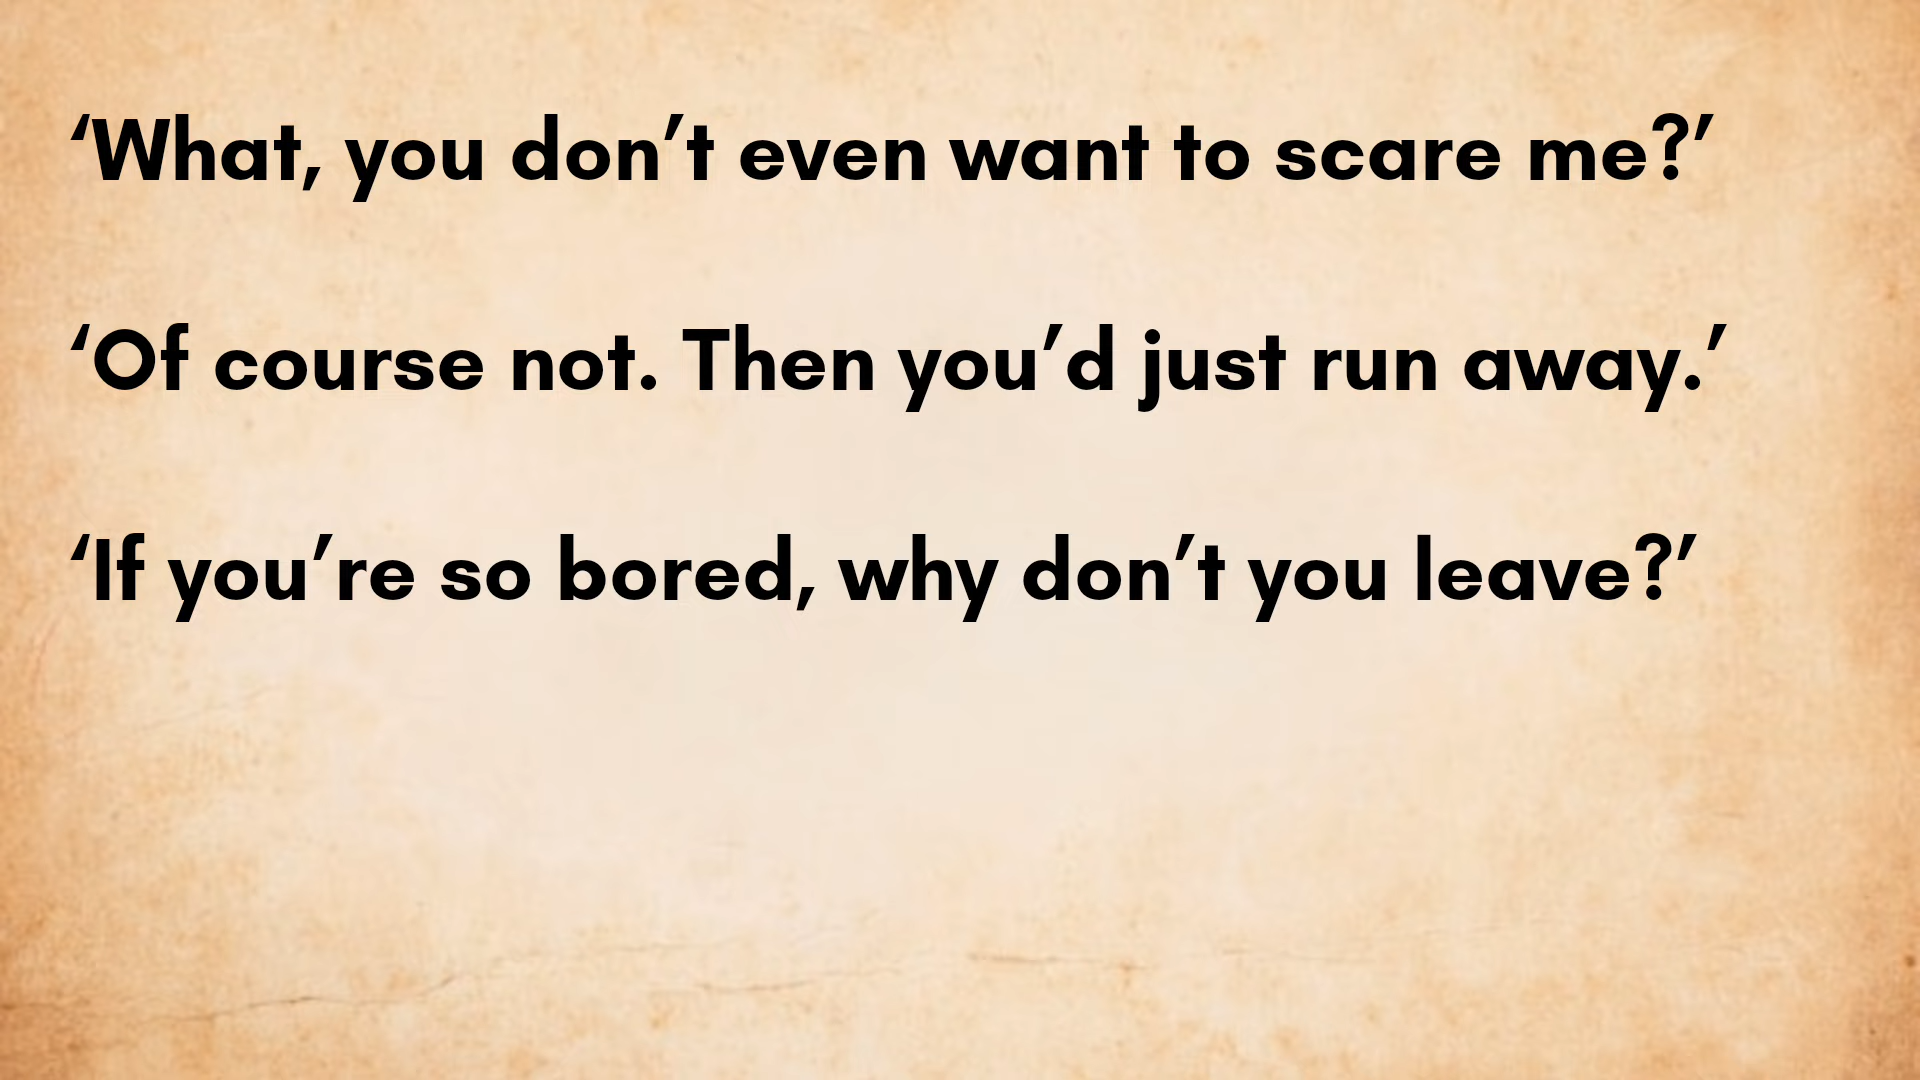 ‘What, you don’t even want to scare me?’
‘Of course not. Then you’d just run away.’
‘If you’re so bored, why don’t you leave?’